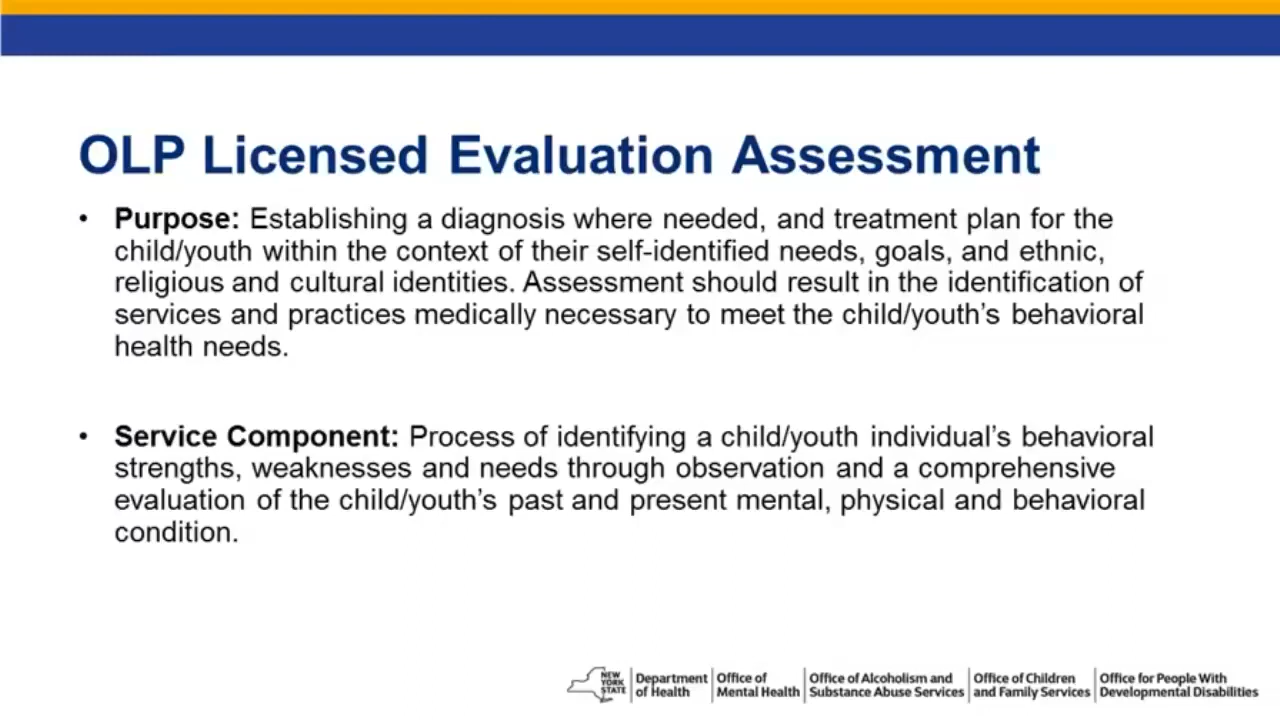 OLP Licensed Evaluation Assessment
• Purpose: Establishing a diagnosis where needed, and treatment plan for the
child/youth within the context of their self-identified needs, goals, and ethnic,
religious and cultural identities. Assessment should result in the identification of
services and practices medically necessary to meet the child/youth’s behavioral
health needs.
• Service Component: Process of identifying a child/youth individual’s behavioral
strengths, weaknesses and needs through observation and a comprehensive
evaluation of the child/youth’s past and present mental, physical and behavioral
condition.
NEW
YORK
STATE
Department
of Health
Office of
Mental Health
Office of Alcoholism and
Substance Abuse Services
Office of Children
and Family Services
Office for People With
Developmental Disabilities